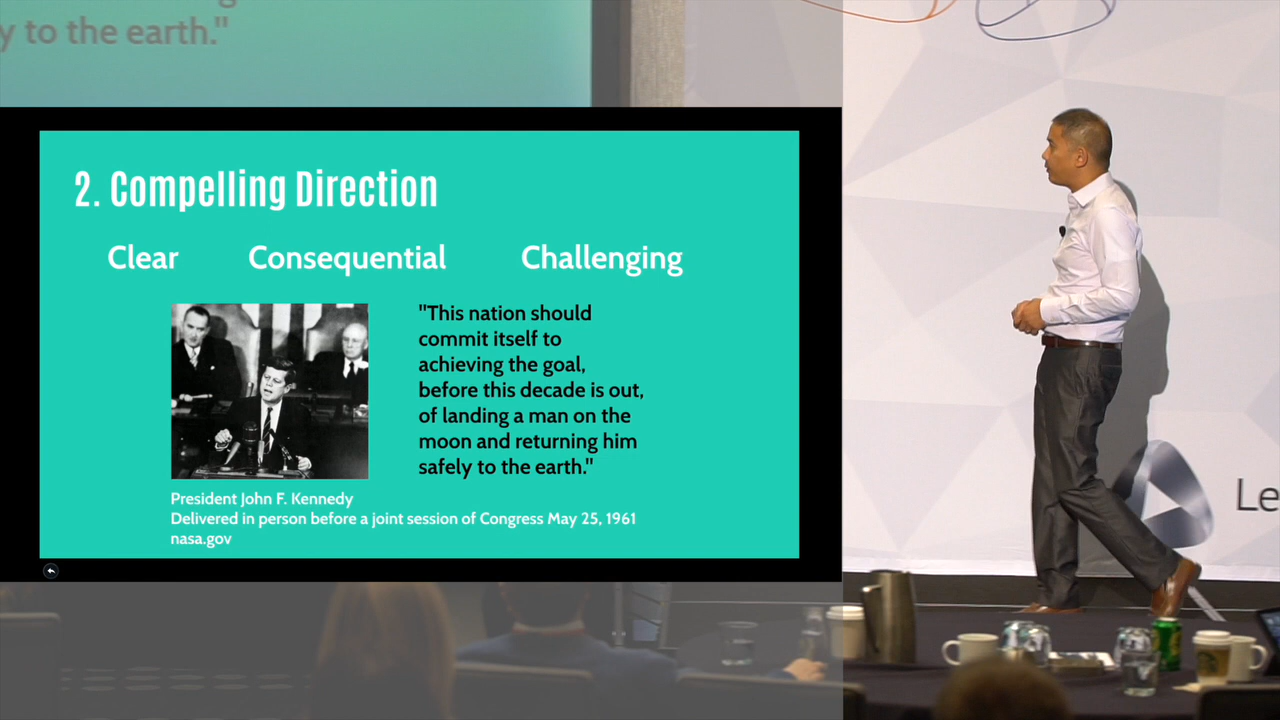 y to the earth."
2. Compelling Direction
Clear Consequential Challenging
"This nation should
commit itself to
achieving the goal,
before this decade is out,
of landing a man on the
moon and returning him
safely to the earth."
President John F. Kennedy
Delivered in person before a joint session of Congress May 25, 1961
nasa.gov
Le